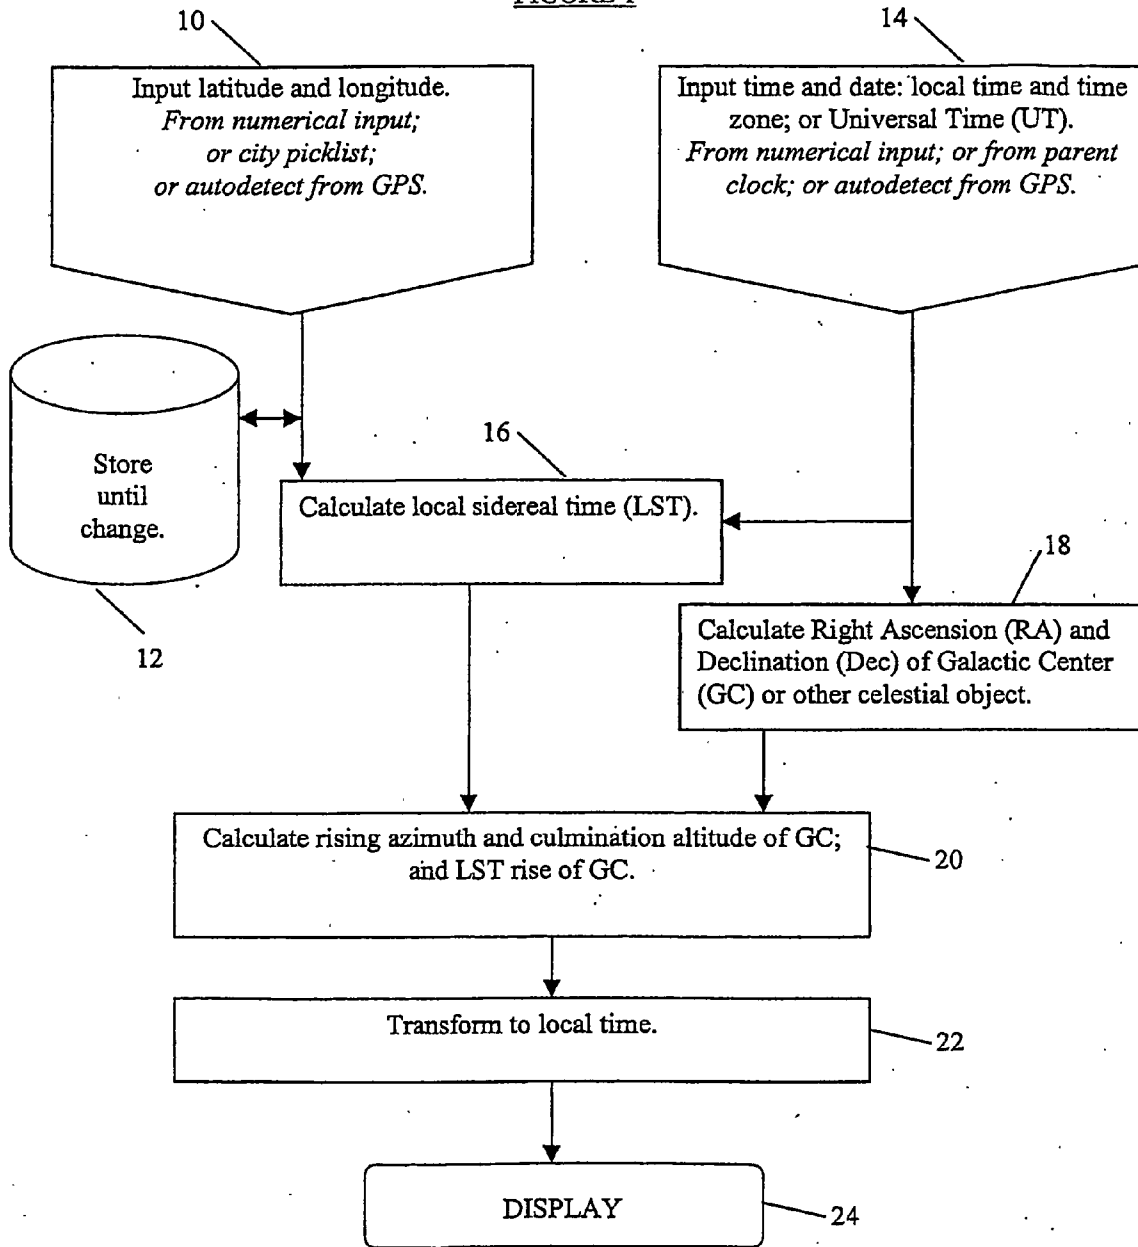 10
14
Input latitude and longitude.
From numerical input;
or city picklist;
or autodetect from GPS.
Input time and date: local time and time
zone; or Universal Time (UT).
From numerical input; or from parent
clock; or autodetect from GPS.
Store
until
change.
12
16
Calculate local sidereal time (LST).
18
Calculate Right Ascension (RA) and
Declination (Dec) of Galactic Center
(GC) or other celestial object.
Calculate rising azimuth and culmination altitude of GC;
and LST rise of GC.
20
Transform to local time.
22
DISPLAY
24